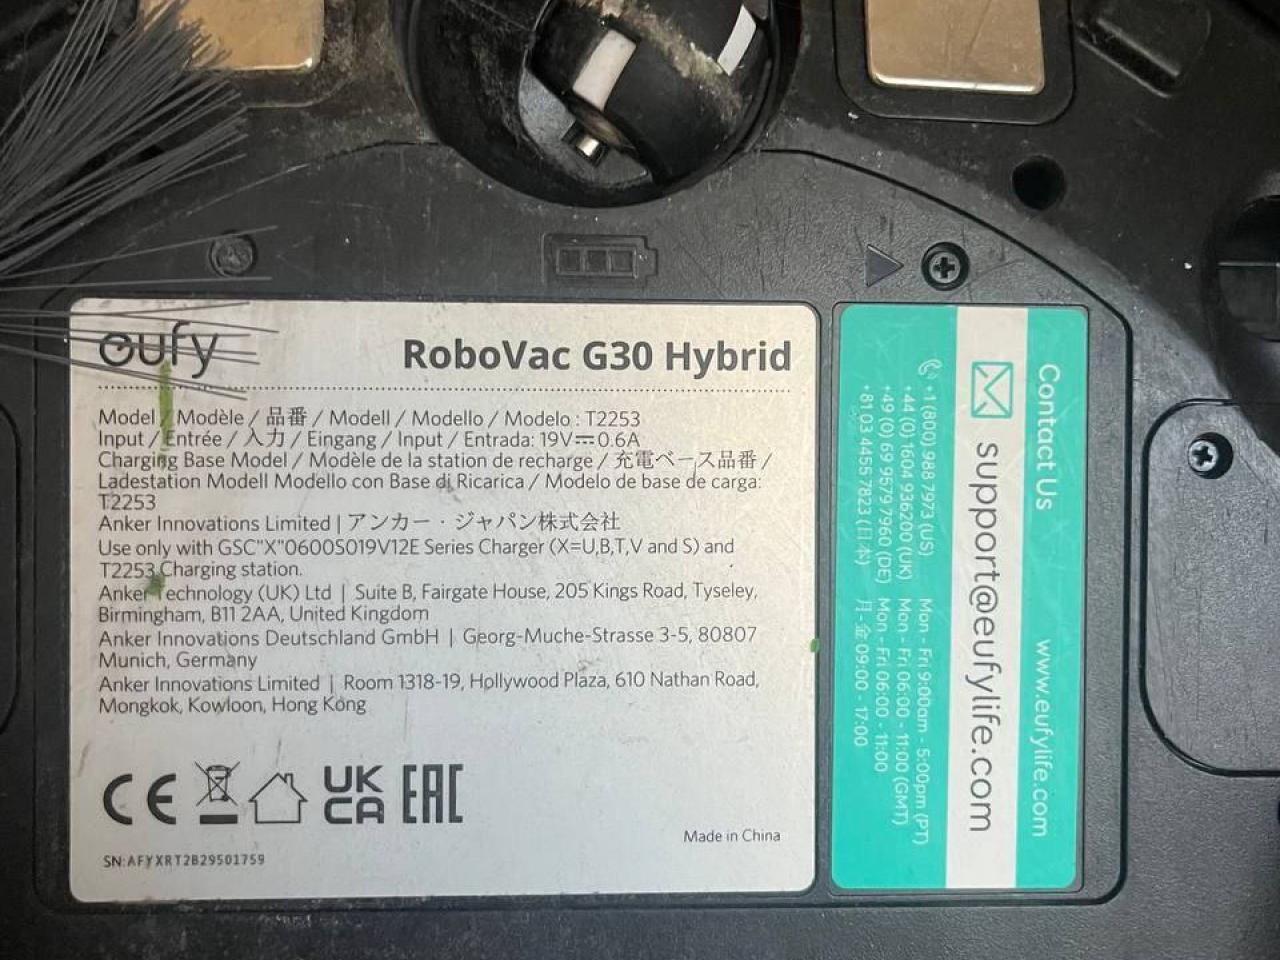 eufy
RoboVac G30 Hybrid
Model / Modèle / 品番 / Modell / Modello / Modelo : T2253
Input / Entrée / 入力 / Eingang / Input / Entrada: 19V⎓0.6A
Charging Base Model / Modèle de la station de recharge / 充電ベース品番 /
Ladestation Modell Modello con Base di Ricarica / Modelo de base de carga:
T2253
Anker Innovations Limited | アンカー・ジャパン株式会社
Use only with GSC"X"0600S019V12E Series Charger (X=U,B,T,V and S) and
T2253 Charging station.
Anker Technology (UK) Ltd | Suite B, Fairgate House, 205 Kings Road, Tyseley,
Birmingham, B11 2AA, United Kingdom
Anker Innovations Deutschland GmbH | Georg-Muche-Strasse 3-5, 80807
Munich, Germany
Anker Innovations Limited | Room 1318-19, Hollywood Plaza, 610 Nathan Road,
Mongkok, Kowloon, Hong Kong
CE UK CA EAC
Made in China
SN:AFYXRT2B29501759
Contact Us www.eufylife.com
support@eufylife.com
+1 (800) 988 7973 (US) Mon - Fri 9:00am - 5:00pm (PT)
+44 (0) 1604 936200 (UK) Mon - Fri 06:00 - 11:00 (GMT)
+49 (0) 69 9579 7960 (DE) Mon - Fri 06:00 - 11:00
+81 03 4455 7823 (日本) 月-金 09:00 - 17:00